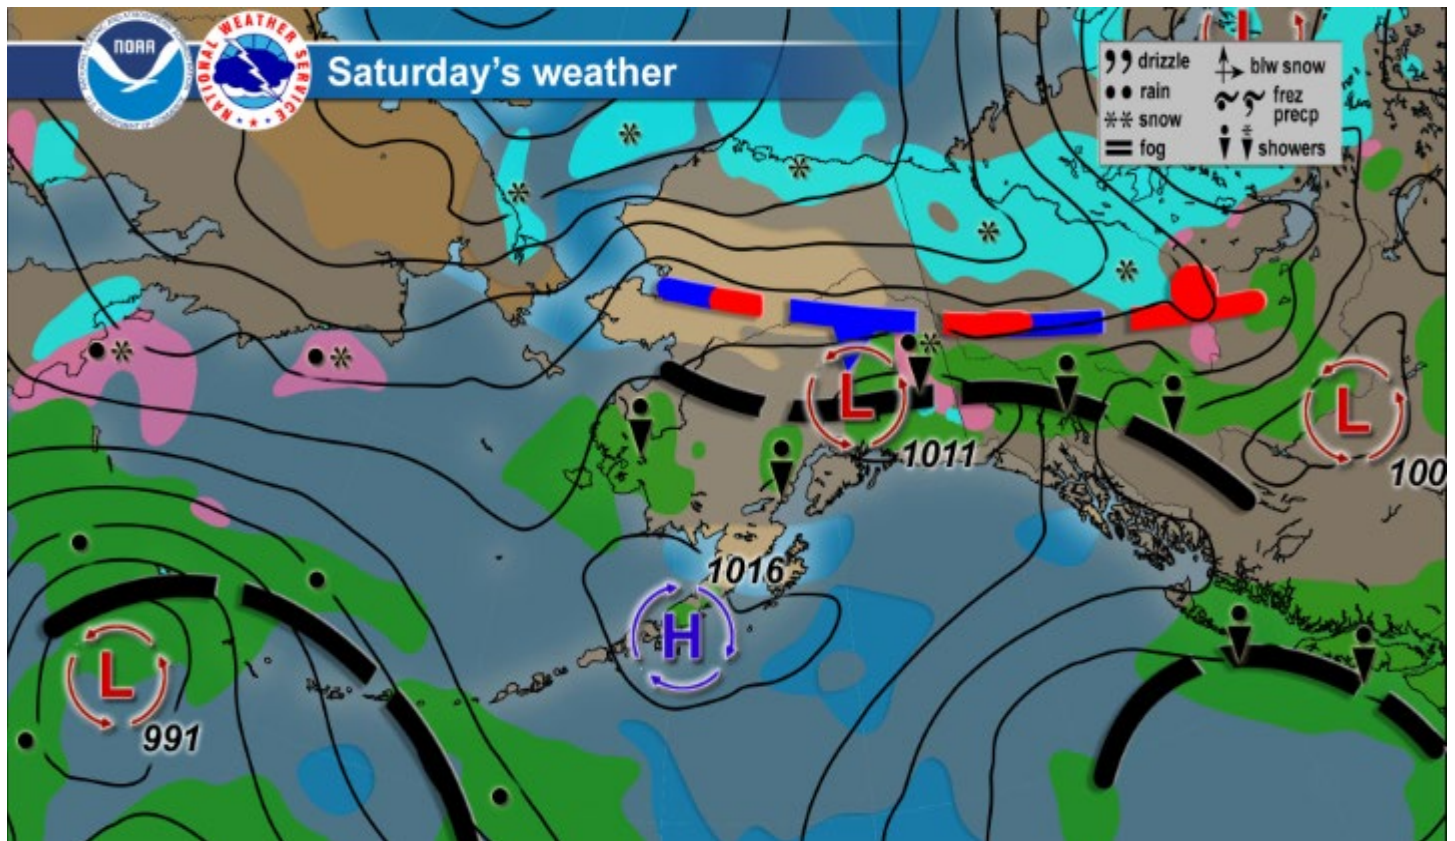 NOAA
NATIONAL WEATHER SERVICE
Saturday's weather
drizzle
blw snow
rain
frez
precp
snow
fog
showers
L
L
L
1011
100
1016
H
L
991